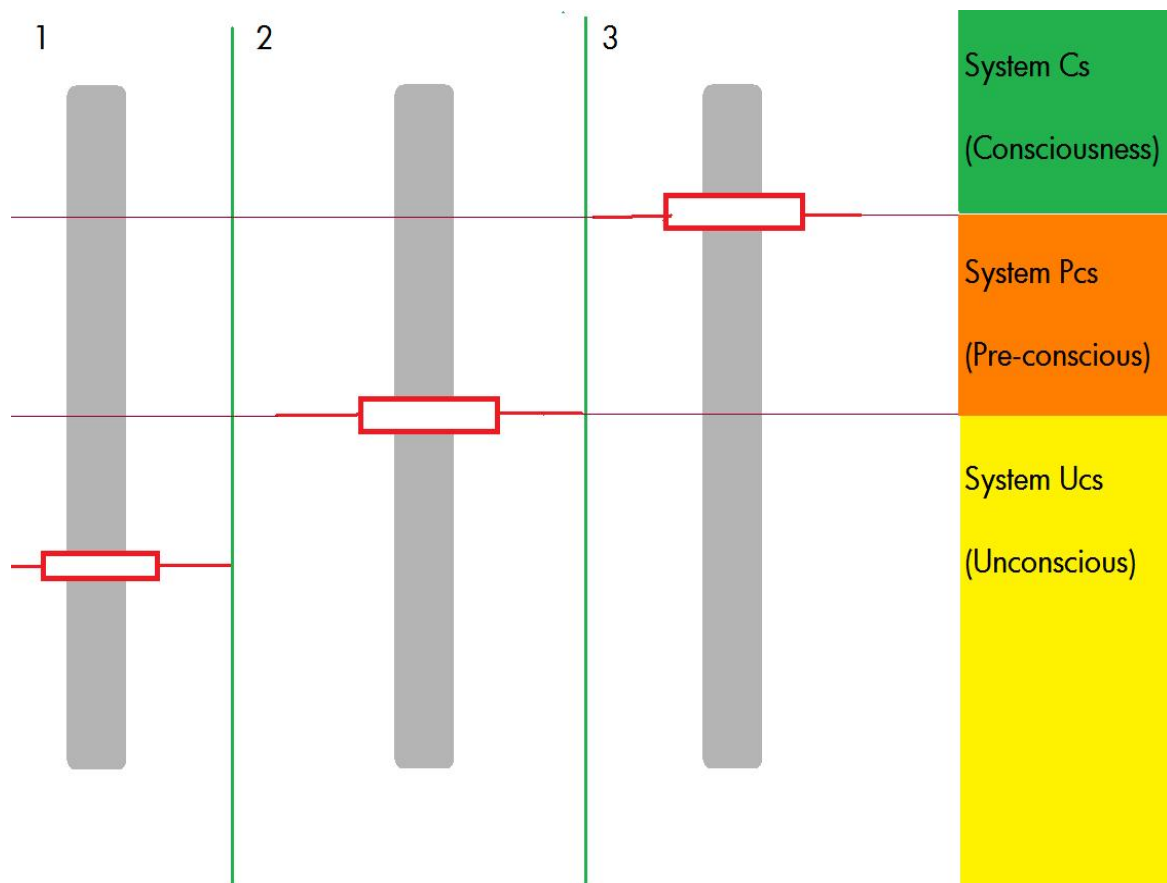 1
2
3
System Cs
(Consciousness)
System Pcs
(Pre-conscious)
System Ucs
(Unconscious)